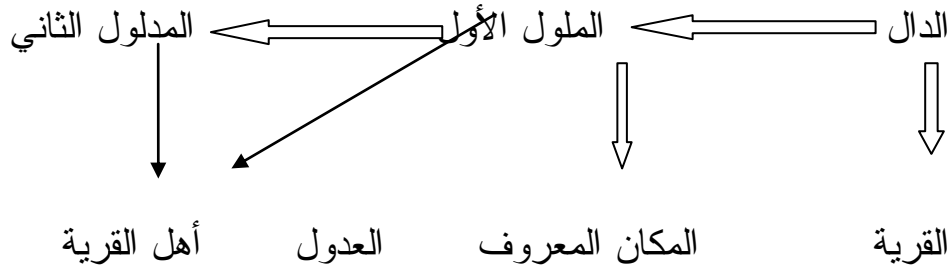 الدال الملول الأول المدلول الثاني
القرية المكان المعروف العدول أهل القرية